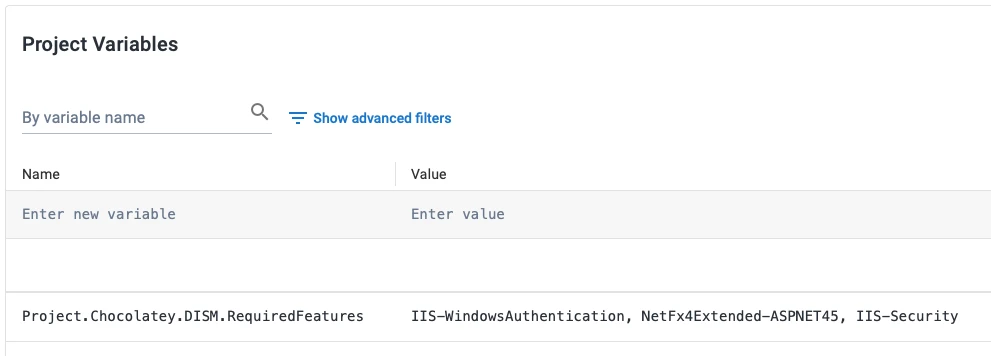 Project Variables
By variable name
Show advanced filters
Name Value
Enter new variable Enter value
Project.Chocolatey.DISM.RequiredFeatures IIS-WindowsAuthentication, NetFx4Extended-ASPNET45, IIS-Security